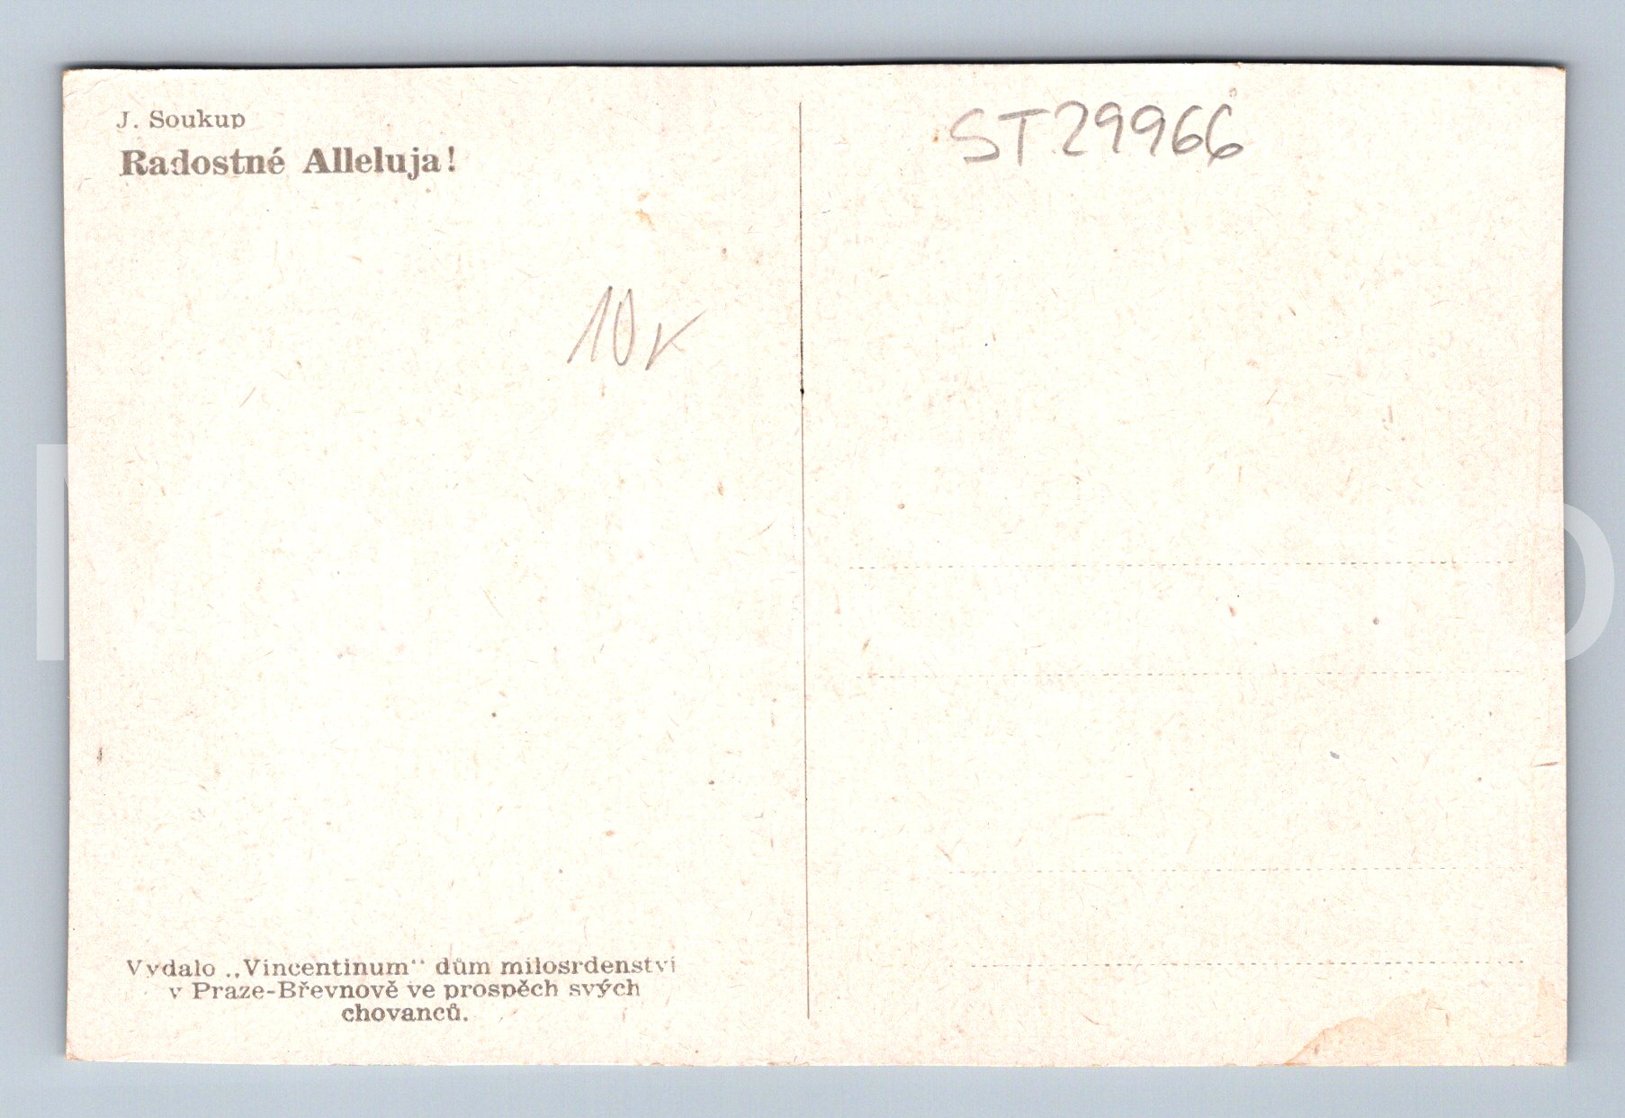 J. Soukup
Radostné Alleluja!
ST29966
10K
Vydalo „Vincentinum“ dům milosrdenství
v Praze-Břevnově ve prospěch svých
chovanců.